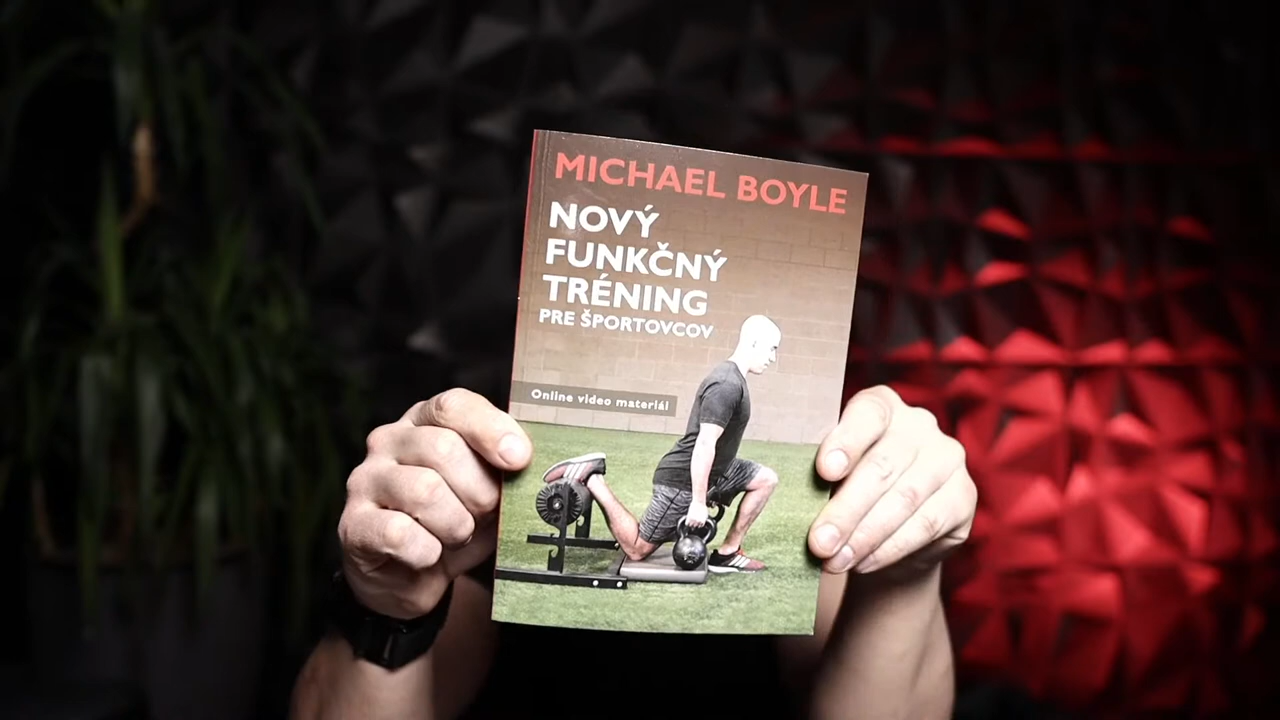 MICHAEL BOYLE
NOVÝ
FUNKČNÝ
TRÉNING
PRE ŠPORTOVCOV
Online video materiál